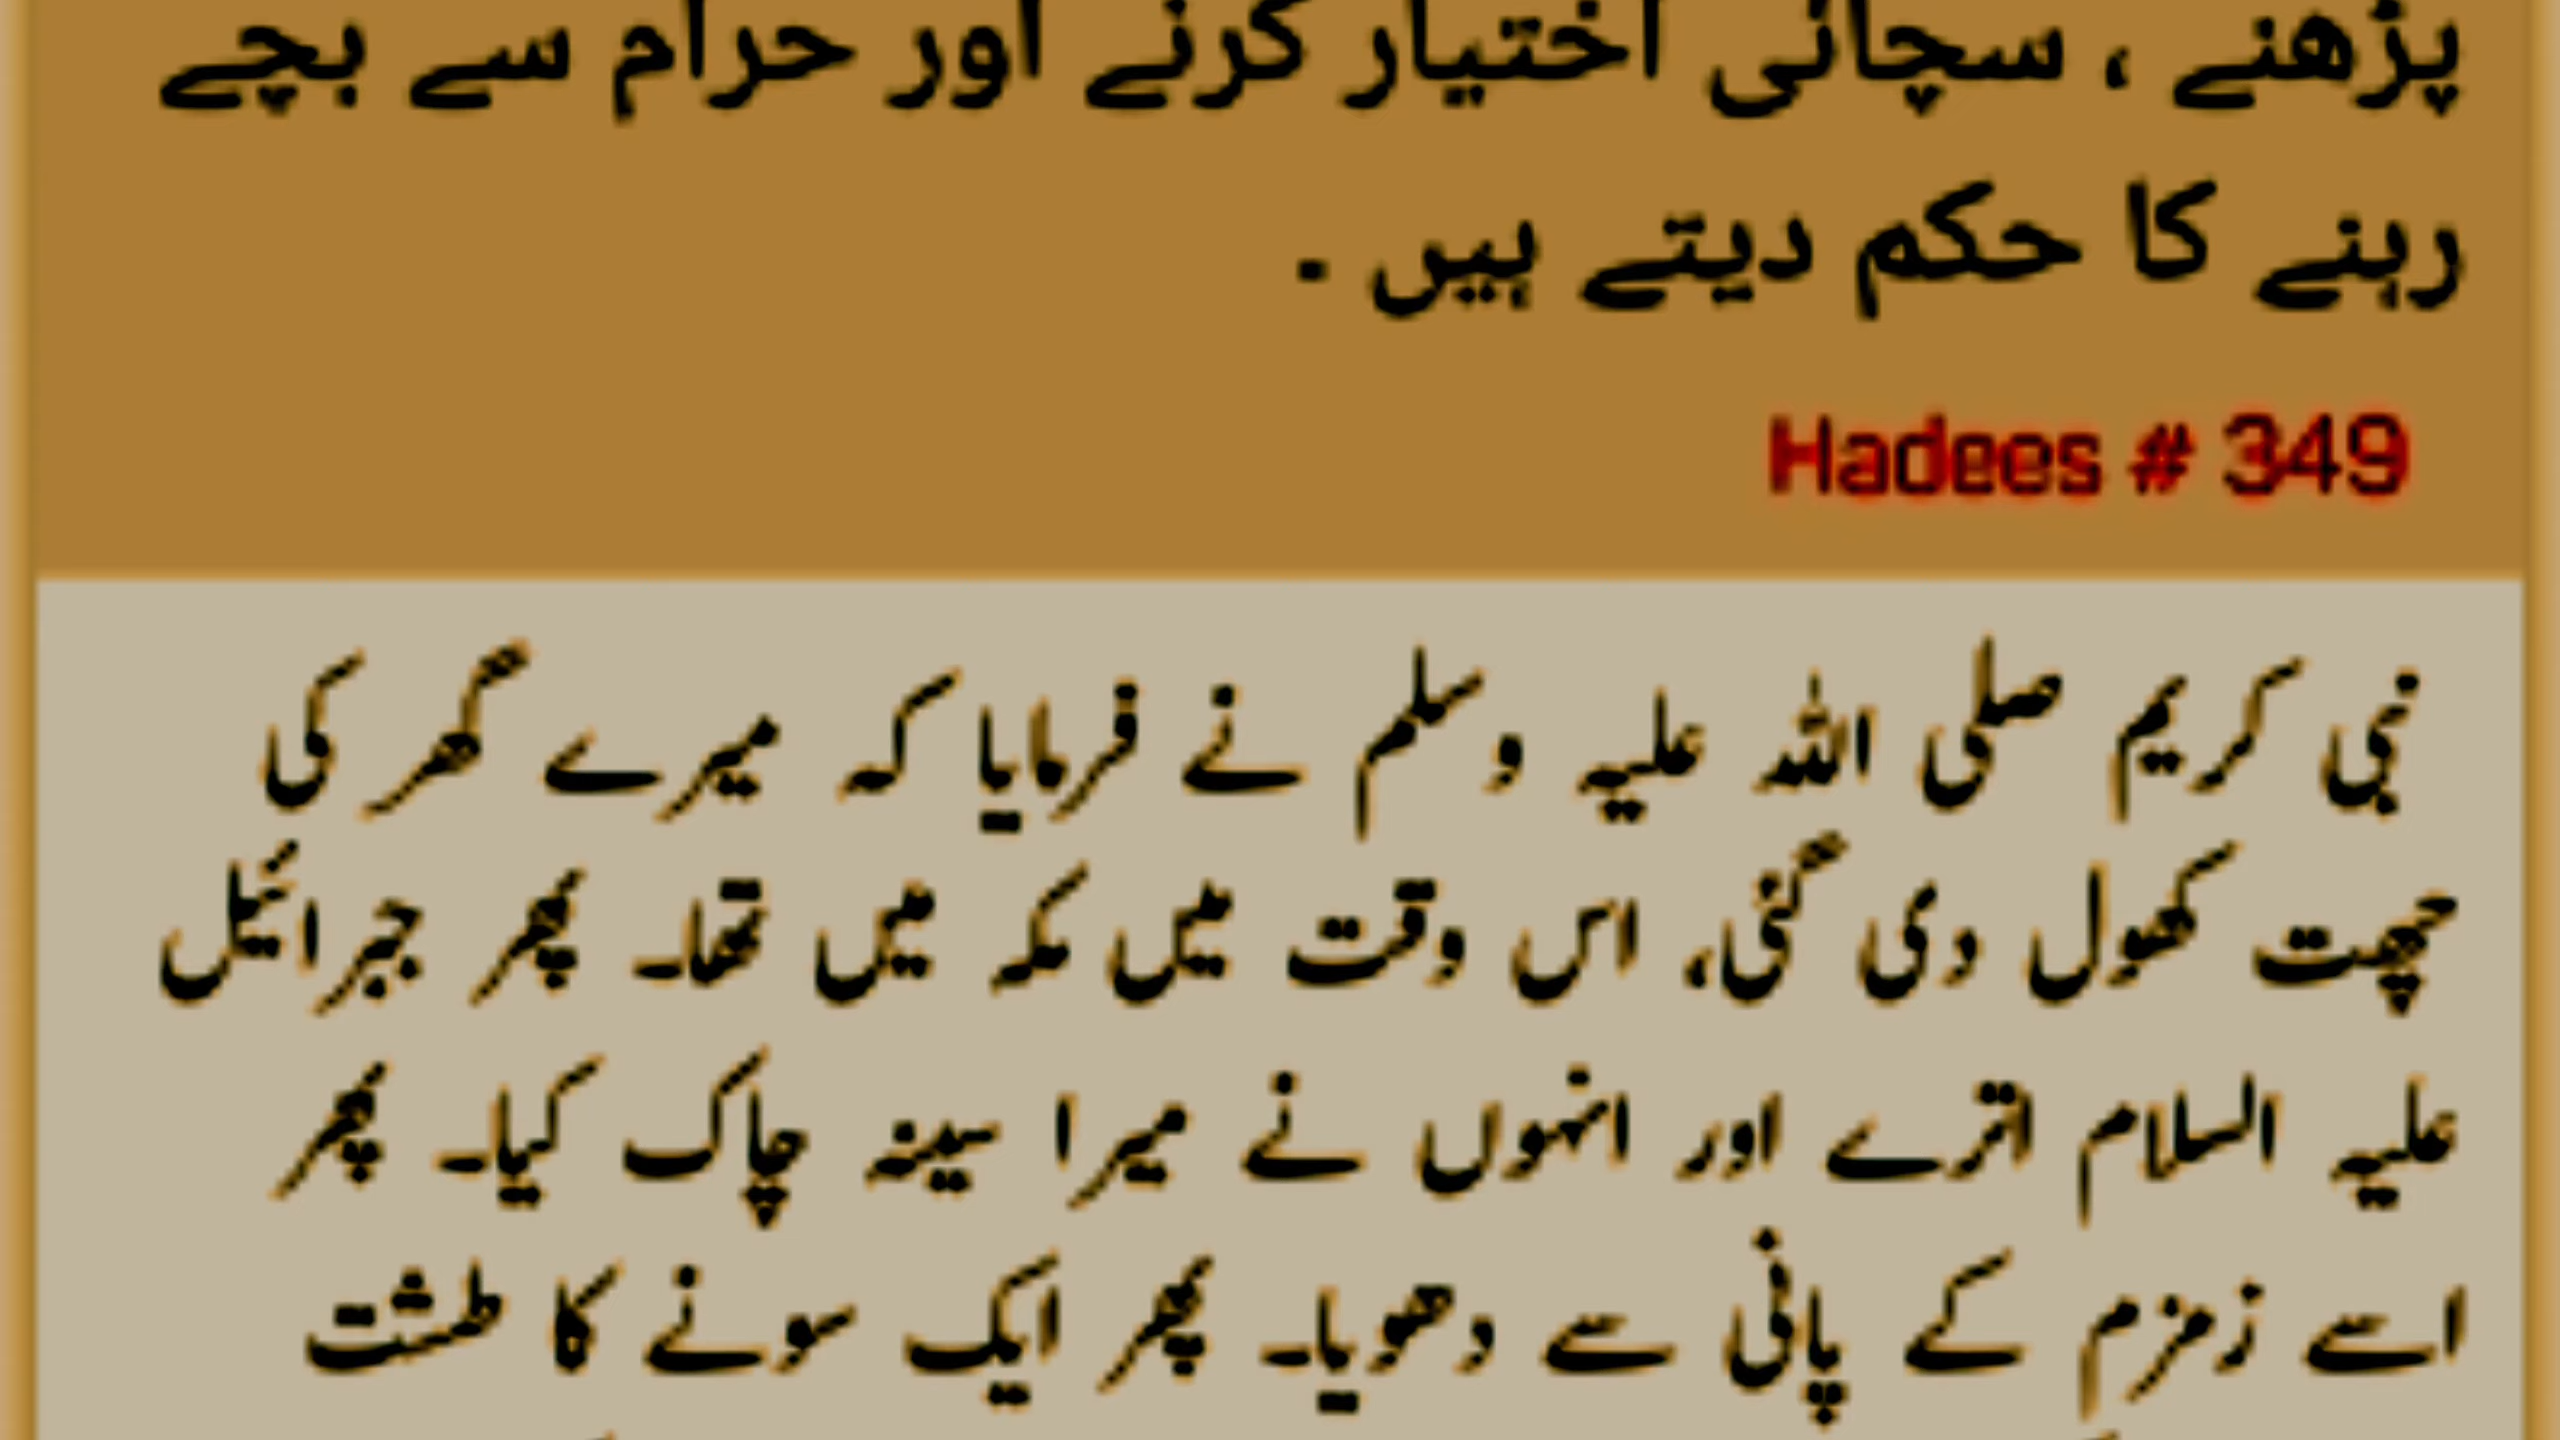 پڑھنے ، سچائی اختیار کرنے اور حرام سے بچے
رہنے کا حکم دیتے ہیں ۔
Hadees # 349
نبی کریم صلی اللہ علیہ وسلم نے فرمایا کہ میرے گھر کی
چھت کھول دی گئی، اس وقت میں مکہ میں تھا۔ پھر جبرائیل
علیہ السلام اترے اور انہوں نے میرا سینہ چاک کیا۔ پھر
اسے زمزم کے پانی سے دھویا۔ پھر ایک سونے کا طشت